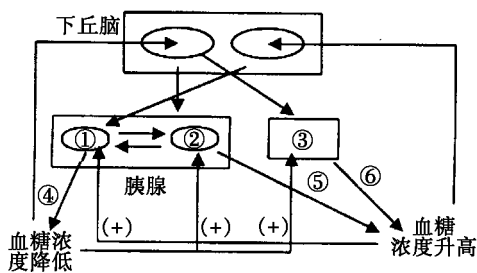 下丘脑
①
②
③
胰腺
④
⑤
⑥
(+)
(+)
(+)
血糖浓
度降低
血糖
浓度升高